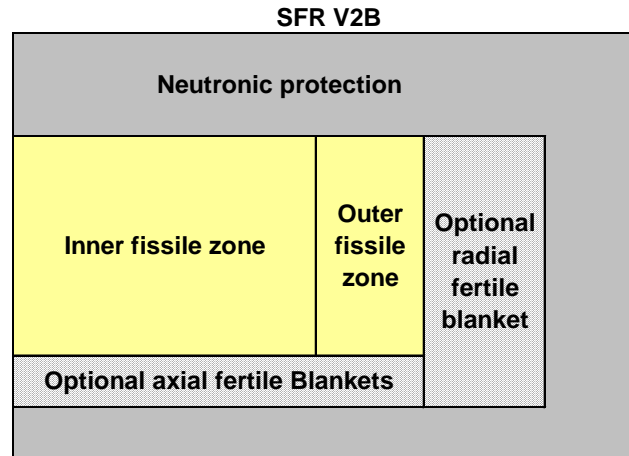 SFR V2B
Neutronic protection
Inner fissile zone
Outer
fissile
zone
Optional
radial
fertile
blanket
Optional axial fertile Blankets